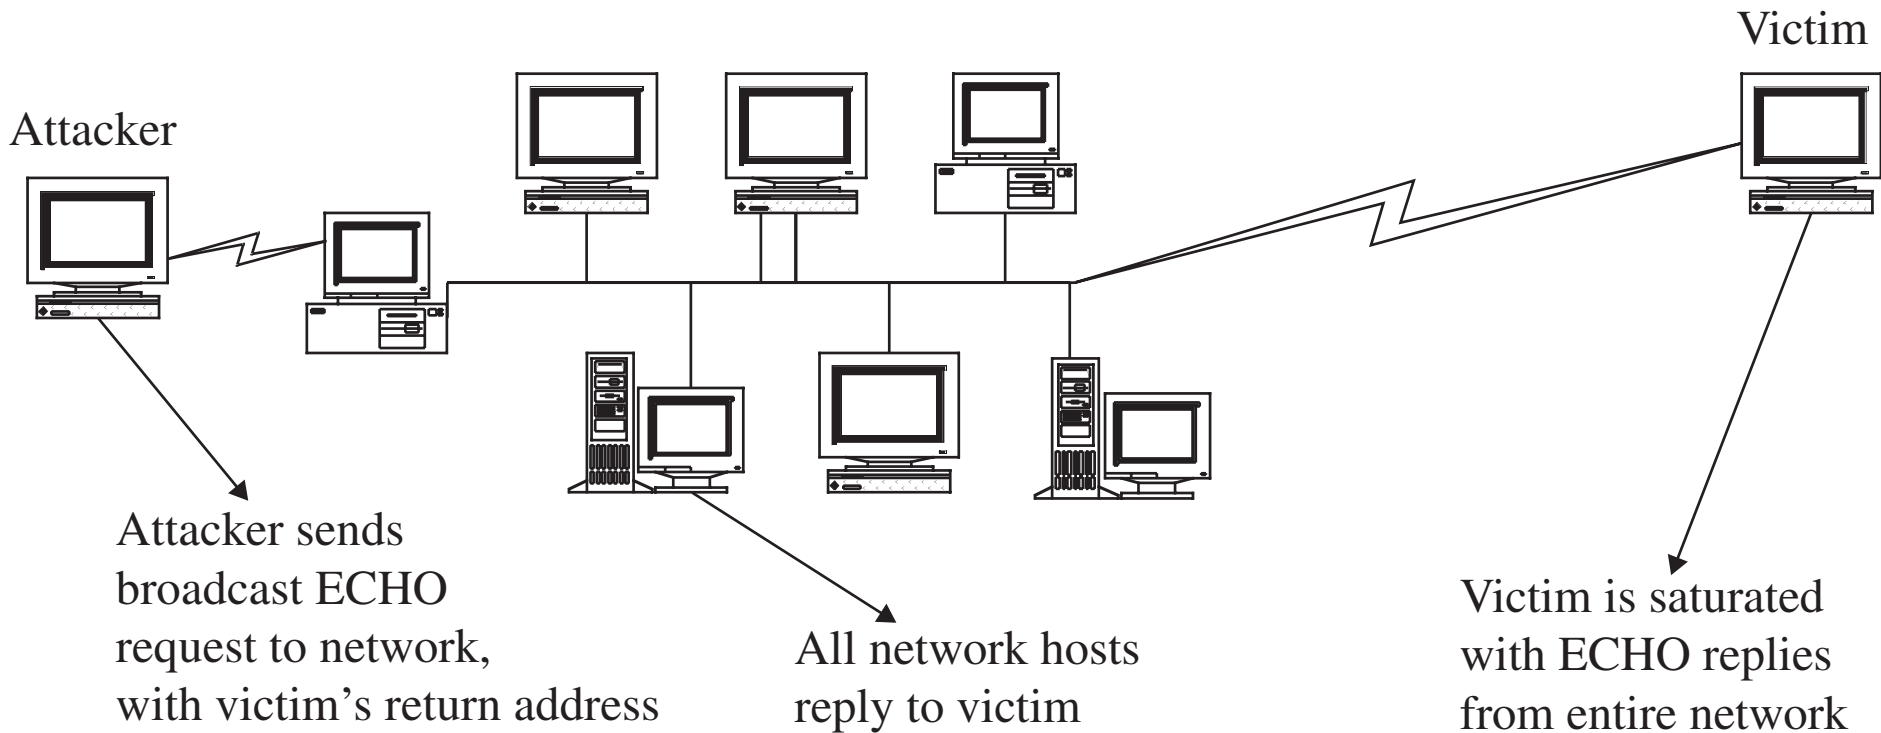 Victim
Attacker
Attacker sends
broadcast ECHO
request to network,
with victim’s return address
All network hosts
reply to victim
Victim is saturated
with ECHO replies
from entire network